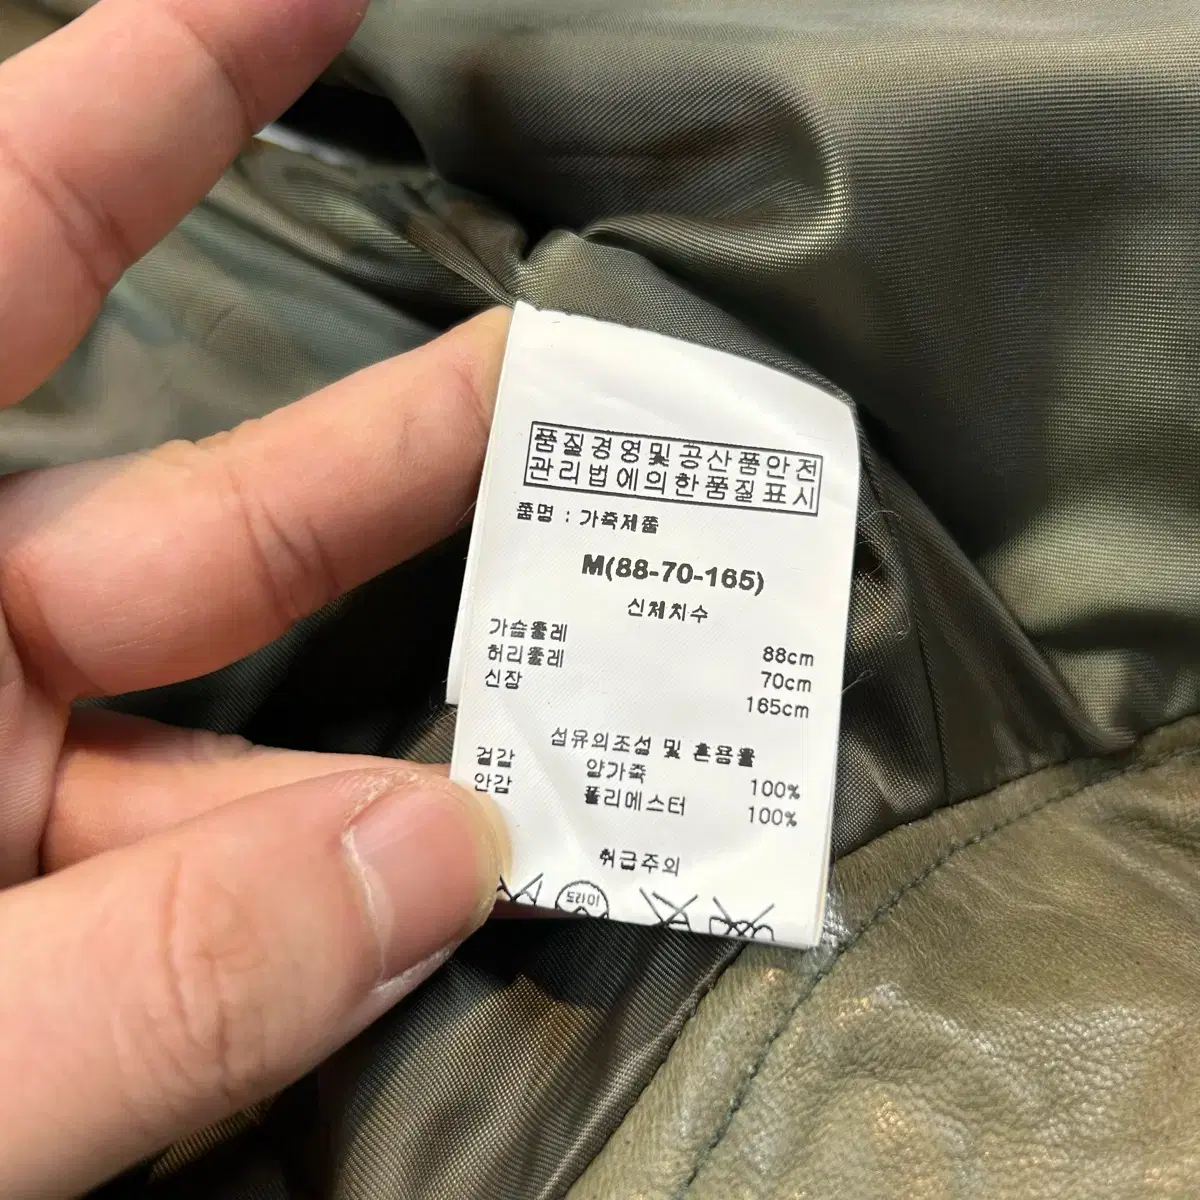 품질경영및공산품안전
관리법에의한품질표시
품명 : 가죽제품
M(88-70-165)
신체치수
가슴둘레 88cm
허리둘레 70cm
신장 165cm
섬유의조성 및 혼용율
겉감 양가죽 100%
안감 폴리에스터 100%
취급주의